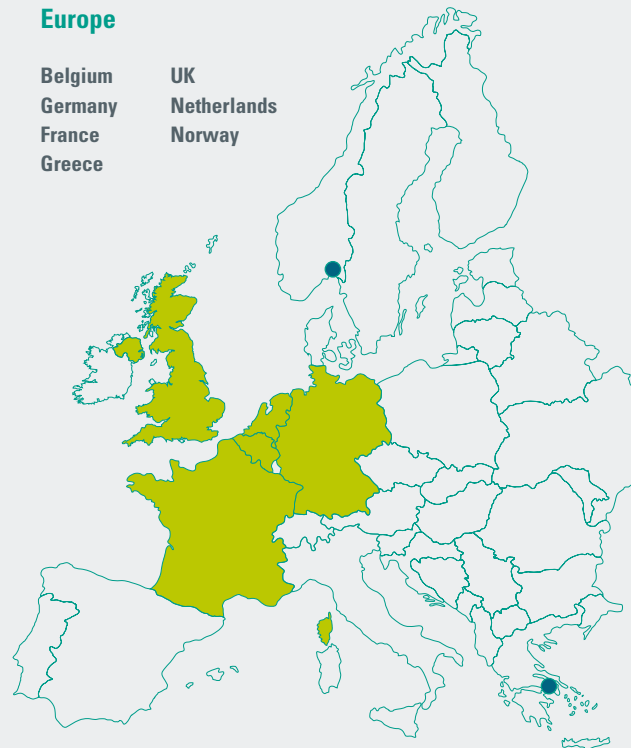 Europe
Belgium
Germany
France
Greece
UK
Netherlands
Norway